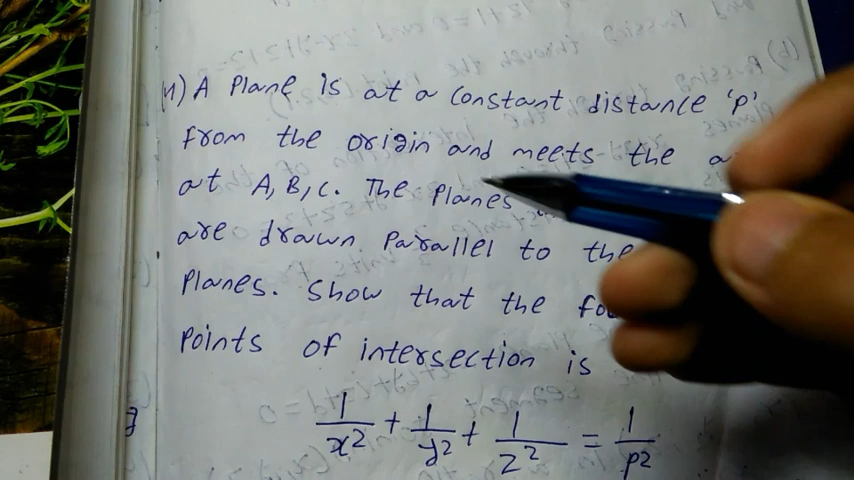 (4) A Plane is at a constant distance 'p'
from the origin and meets the
at A, B, C. The Planes
are drawn Parallel to the
Planes. Show that the
Points of intersection is
1/x² + 1/y² + 1/z² = 1/p²